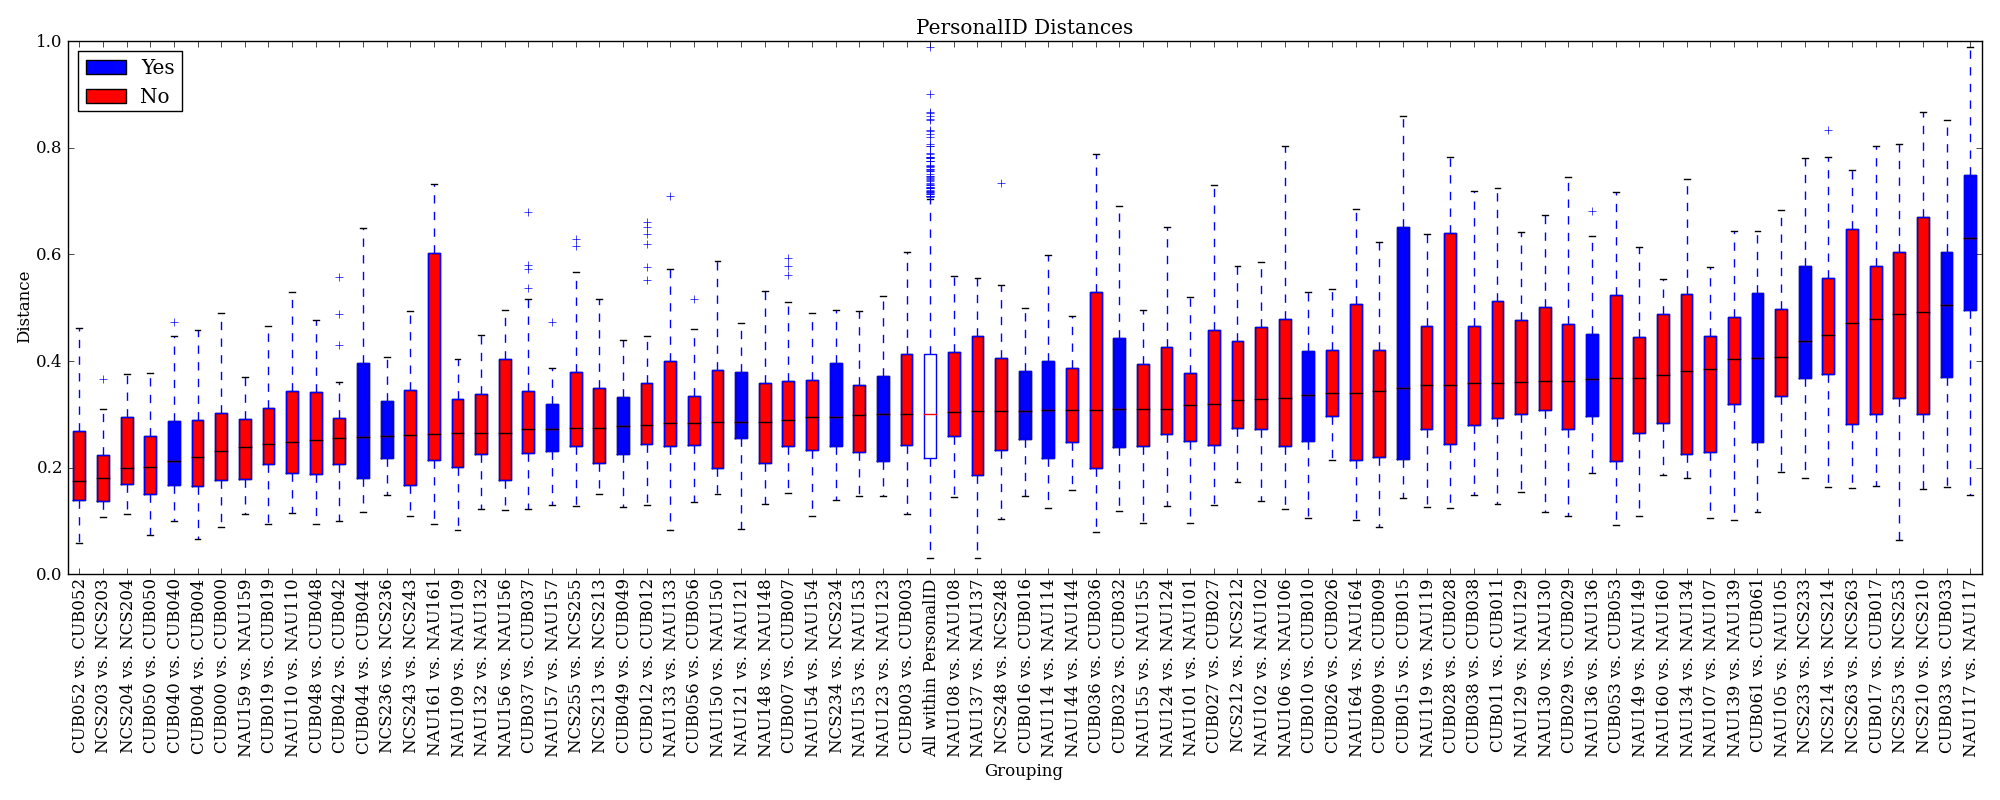 PersonalID Distances
Yes
No
Distance
1.0
0.8
0.6
0.4
0.2
0.0
CUB052 vs. CUB052
NCS203 vs. NCS203
NCS204 vs. NCS204
CUB050 vs. CUB050
CUB040 vs. CUB040
CUB004 vs. CUB004
CUB000 vs. CUB000
NAU159 vs. NAU159
CUB019 vs. CUB019
NAU110 vs. NAU110
CUB048 vs. CUB048
CUB042 vs. CUB042
CUB044 vs. CUB044
NCS236 vs. NCS236
NCS243 vs. NCS243
NAU161 vs. NAU161
NAU109 vs. NAU109
NAU132 vs. NAU132
NAU156 vs. NAU156
CUB037 vs. CUB037
NAU157 vs. NAU157
NCS255 vs. NCS255
NCS213 vs. NCS213
CUB049 vs. CUB049
CUB012 vs. CUB012
NAU133 vs. NAU133
CUB056 vs. CUB056
NAU150 vs. NAU150
NAU121 vs. NAU121
NAU148 vs. NAU148
CUB007 vs. CUB007
NAU154 vs. NAU154
NCS234 vs. NCS234
NAU153 vs. NAU153
NAU123 vs. NAU123
CUB003 vs. CUB003
All within PersonalID
NAU108 vs. NAU108
NAU137 vs. NAU137
NCS248 vs. NCS248
CUB016 vs. CUB016
NAU114 vs. NAU114
NAU144 vs. NAU144
CUB036 vs. CUB036
CUB032 vs. CUB032
NAU155 vs. NAU155
NAU124 vs. NAU124
NAU101 vs. NAU101
CUB027 vs. CUB027
NCS212 vs. NCS212
NAU102 vs. NAU102
NAU106 vs. NAU106
CUB010 vs. CUB010
CUB026 vs. CUB026
NAU164 vs. NAU164
CUB009 vs. CUB009
CUB015 vs. CUB015
NAU119 vs. NAU119
CUB028 vs. CUB028
CUB038 vs. CUB038
CUB011 vs. CUB011
NAU129 vs. NAU129
NAU130 vs. NAU130
CUB029 vs. CUB029
NAU136 vs. NAU136
CUB053 vs. CUB053
NAU149 vs. NAU149
NAU160 vs. NAU160
NAU134 vs. NAU134
NAU107 vs. NAU107
NAU139 vs. NAU139
CUB061 vs. CUB061
NAU105 vs. NAU105
NCS233 vs. NCS233
NCS214 vs. NCS214
NCS263 vs. NCS263
CUB017 vs. CUB017
NCS253 vs. NCS253
NCS210 vs. NCS210
CUB033 vs. CUB033
NAU117 vs. NAU117
Grouping